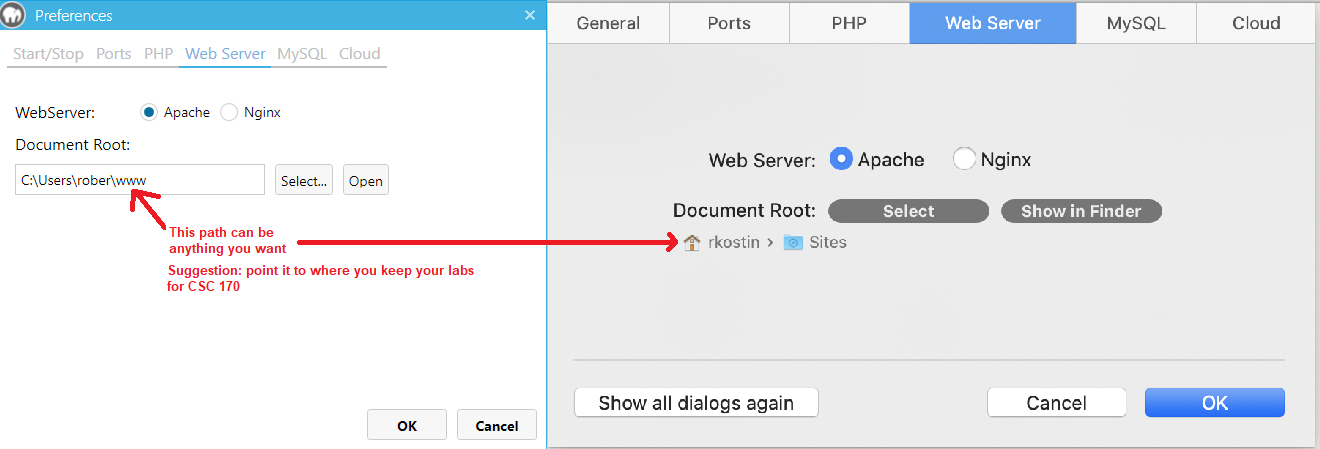 Preferences
Start/Stop Ports PHP Web Server MySQL Cloud
WebServer: Apache Nginx
Document Root:
C:\Users\rober\www Select... Open
This path can be
anything you want
Suggestion: point it to where you keep your labs
for CSC 170
OK Cancel
General Ports PHP Web Server MySQL Cloud
Web Server: Apache Nginx
Document Root: Select Show in Finder
rkostin › Sites
Show all dialogs again Cancel OK